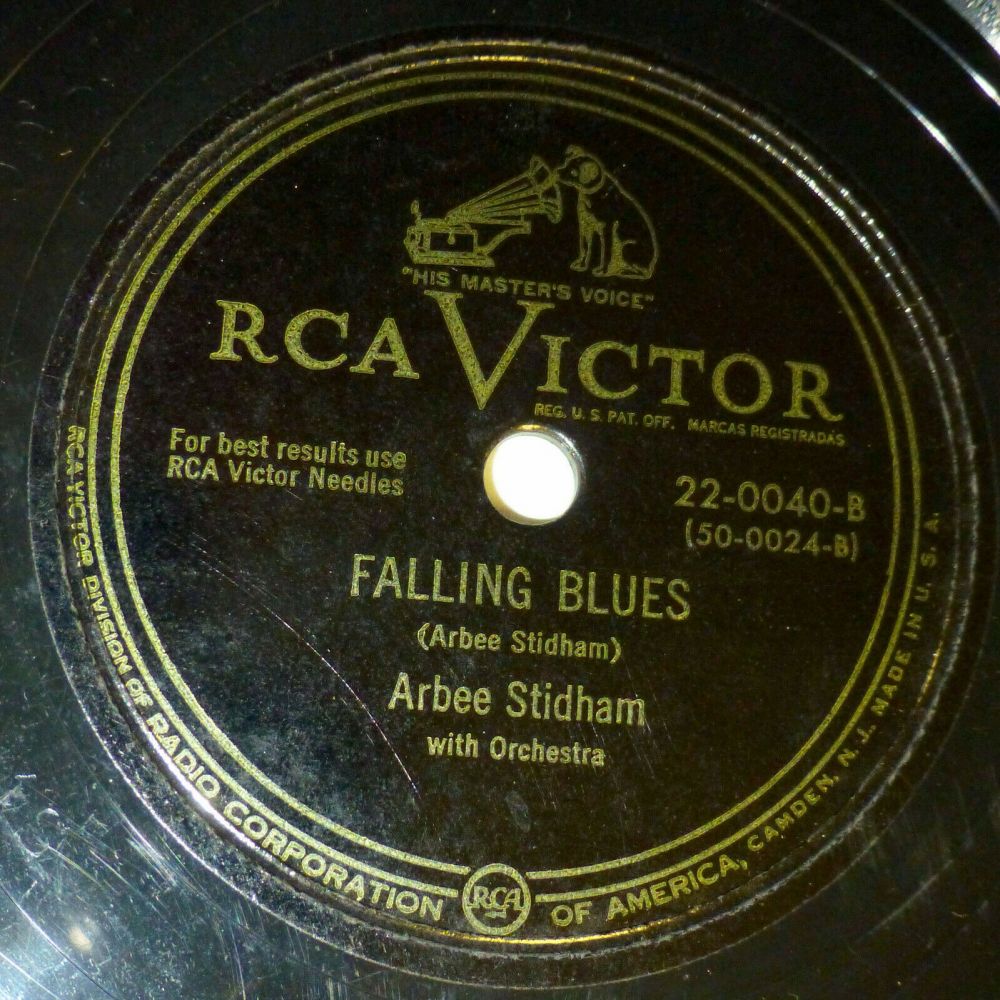 "HIS MASTER'S VOICE"
RCA VICTOR
REG. U. S. PAT. OFF. MARCAS REGISTRADAS
For best results use
RCA Victor Needles
22-0040-B
(50-0024-B)
FALLING BLUES
(Arbee Stidham)
Arbee Stidham
with Orchestra
RCA VICTOR DIVISION OF RADIO CORPORATION RCA OF AMERICA, CAMDEN, N. J. MADE IN U. S. A.